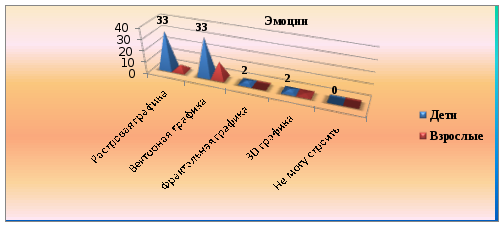 Эмоции
40
30
20
10
0
33
33
2
2
0
Растровая графика
Векторная графика
Фрактальная графика
3D графика
Не могу строить
Дети
Взрослые